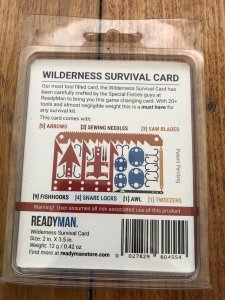 WILDERNESS SURVIVAL CARD
Our most tool filled card, the Wilderness Survival Card has
been carefully crafted by the Special Forces guys at
ReadyMan to bring you this game changing card. With 20+
tools and almost negligible weight this is a must have for
any survival kit.
This card comes with:
[5] ARROWS [2] SEWING NEEDLES [3] SAW BLADES
Patent Pending
[9] FISHHOOKS [4] SNARE LOCKS [1] AWL [1] TWEEZERS
Warning! User assumes all risk associated use of this product
READYMAN.
Wilderness Survival Card
Size: 2 in. X 3.5 in.
Weight: 12 g / 0.42 oz
Find more at readymanstore.com
0 027829 604554